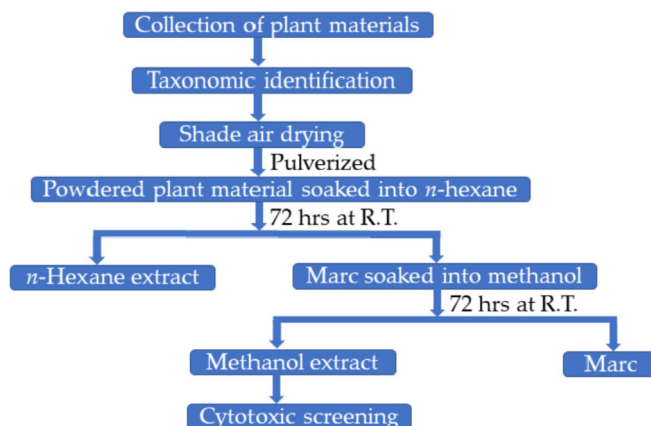 Collection of plant materials
Taxonomic identification
Shade air drying
Pulverized
Powdered plant material soaked into n-hexane
72 hrs at R.T.
n-Hexane extract
Marc soaked into methanol
72 hrs at R.T.
Methanol extract
Marc
Cytotoxic screening